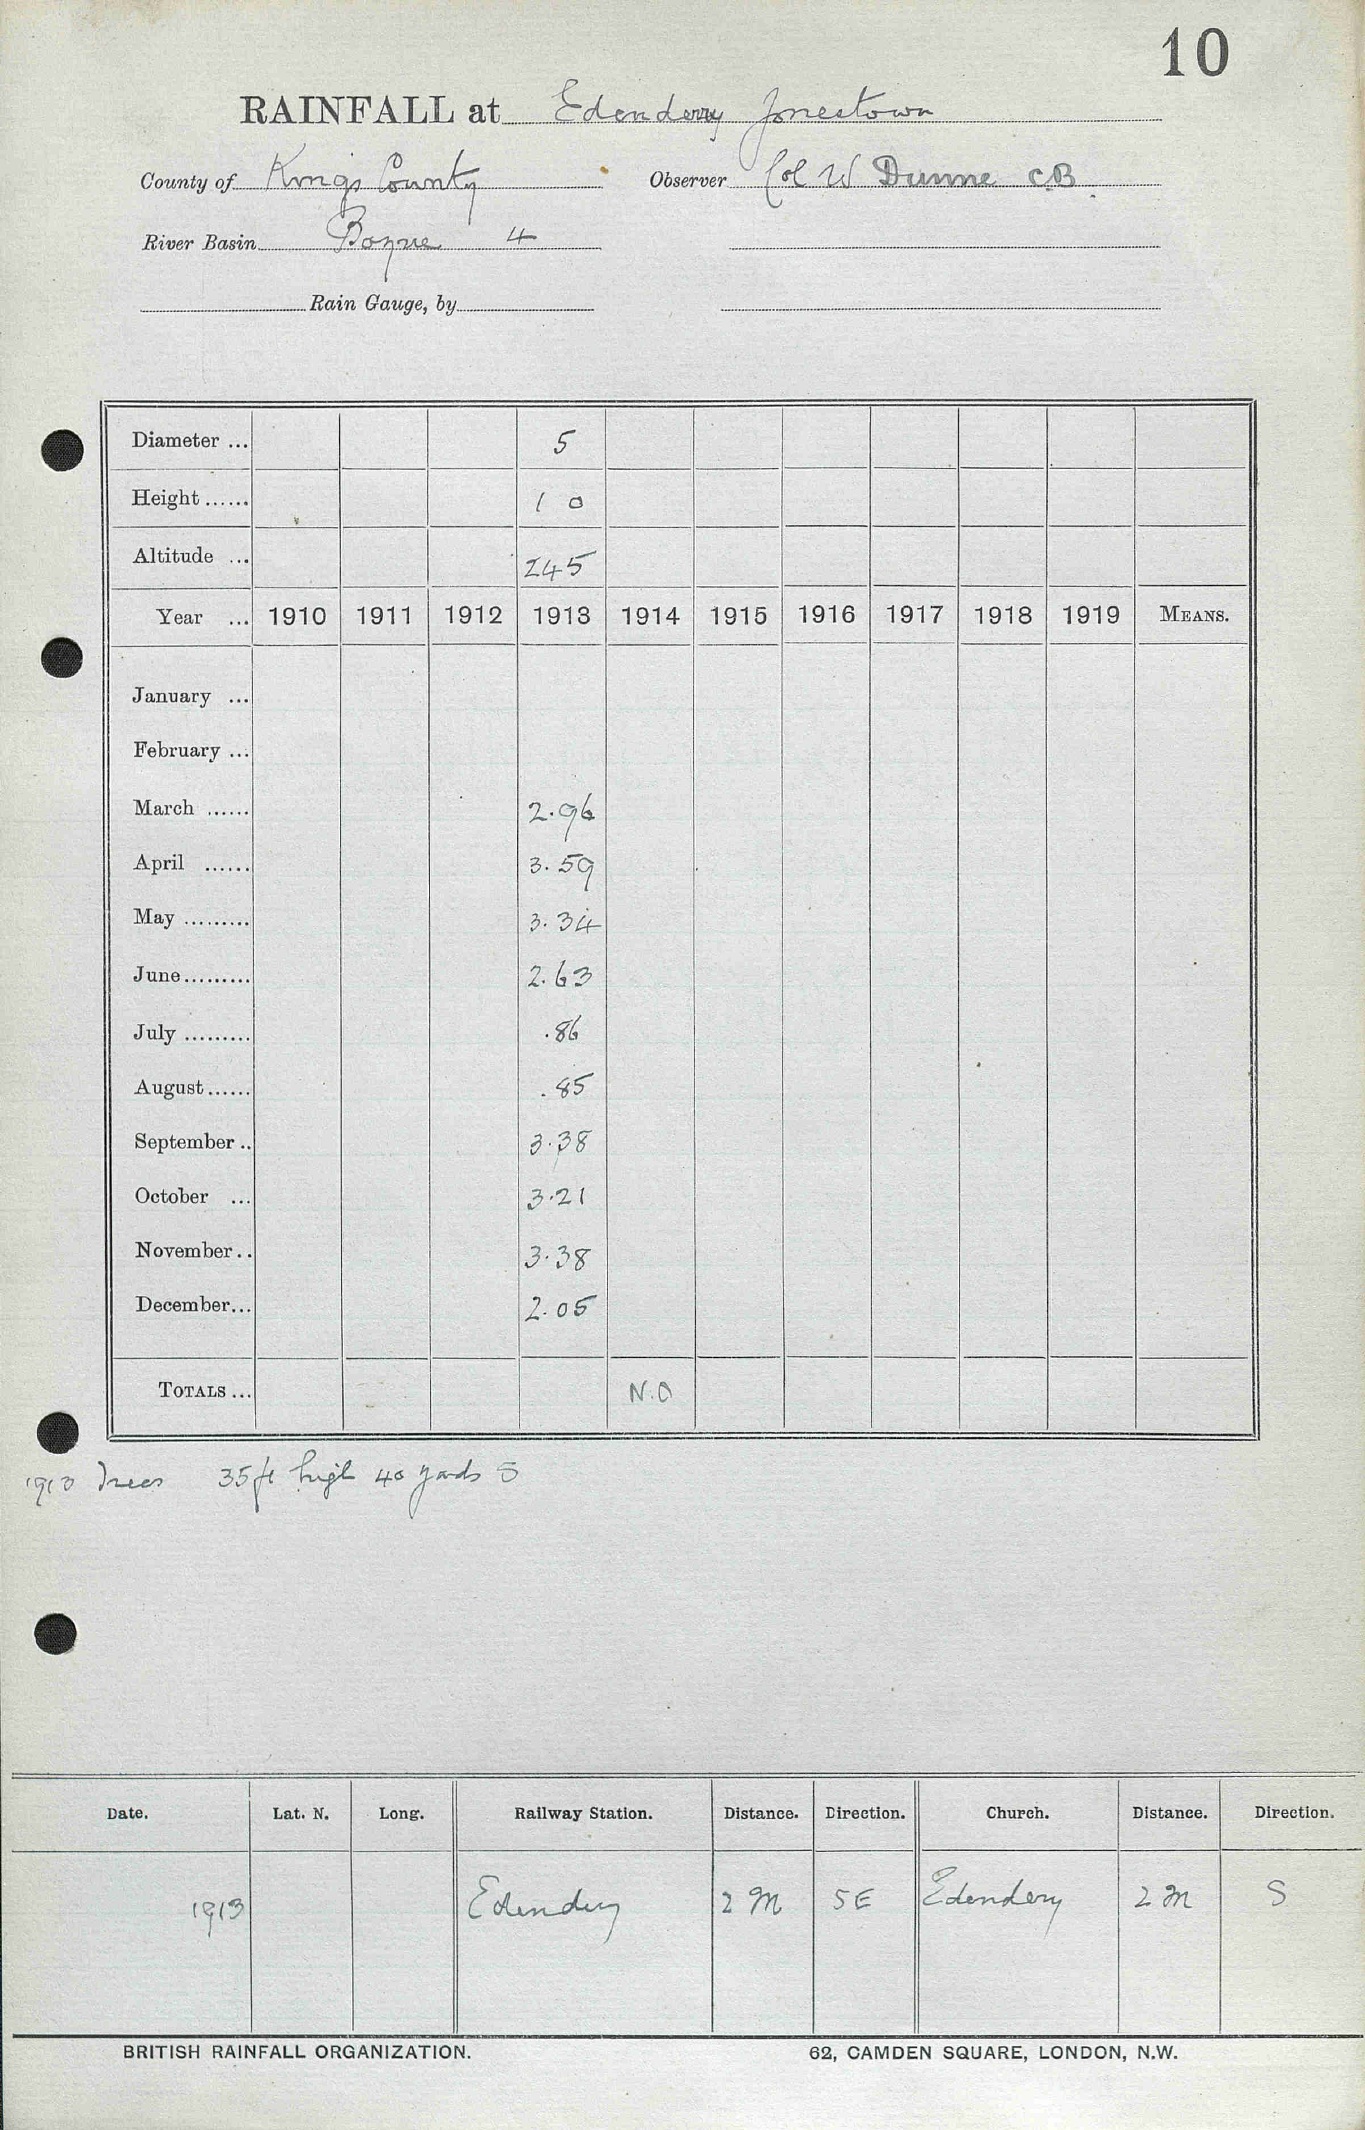 10
RAINFALL at Edenderry Jonestown
County of Kings County Observer Col W Dunne C.B.
River Basin Boyne 4
Rain Gauge, by
Diameter ... 5
Height ...... 1 0
Altitude ... 245
Year ... 1910 1911 1912 1913 1914 1915 1916 1917 1918 1919 MEANS.
January ...
February ...
March ...... 2.96
April ...... 3.59
May ......... 3.34
June......... 2.63
July ......... .86
August...... .85
September .. 3.38
October ... 3.21
November.. 3.38
December... 2.05
TOTALS ... N.O
1913 Trees 35 ft high 40 yards S
Date. Lat. N. Long. Railway Station. Distance. Direction. Church. Distance. Direction.
1913 Edenderry 2 M SE Edenderry 2 M S
BRITISH RAINFALL ORGANIZATION. 62, CAMDEN SQUARE, LONDON, N.W.